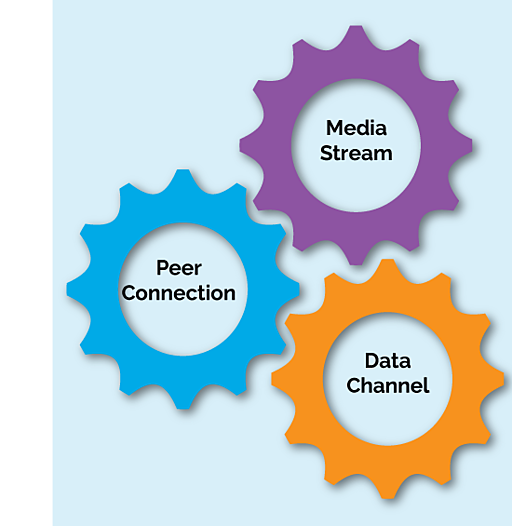 Media
Stream
Peer
Connection
Data
Channel